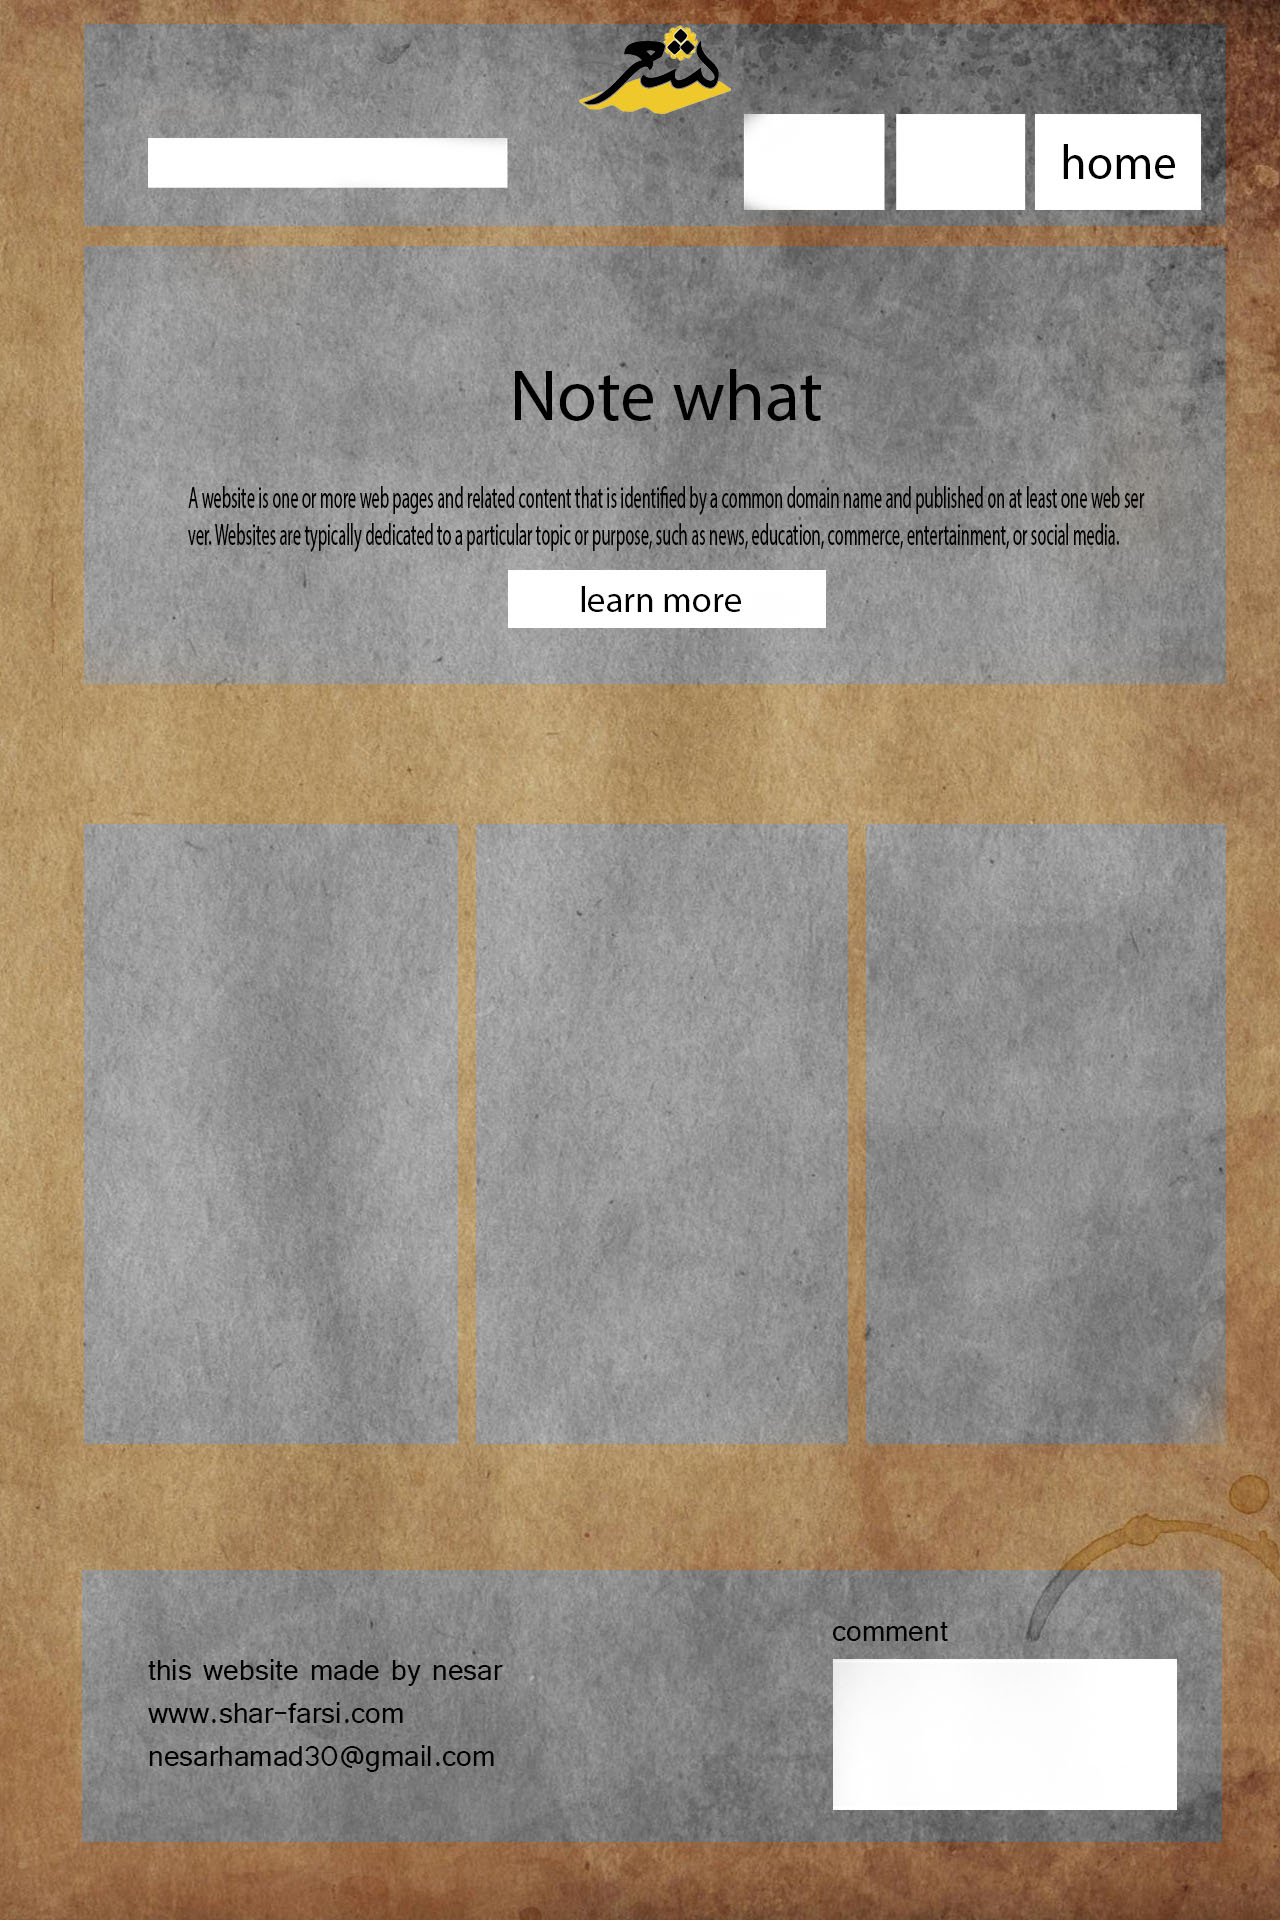 شعر
home
Note what
A website is one or more web pages and related content that is identified by a common domain name and published on at least one web ser
ver. Websites are typically dedicated to a particular topic or purpose, such as news, education, commerce, entertainment, or social media.
learn more
comment
this website made by nesar
www.shar-farsi.com
nesarhamad30@gmail.com